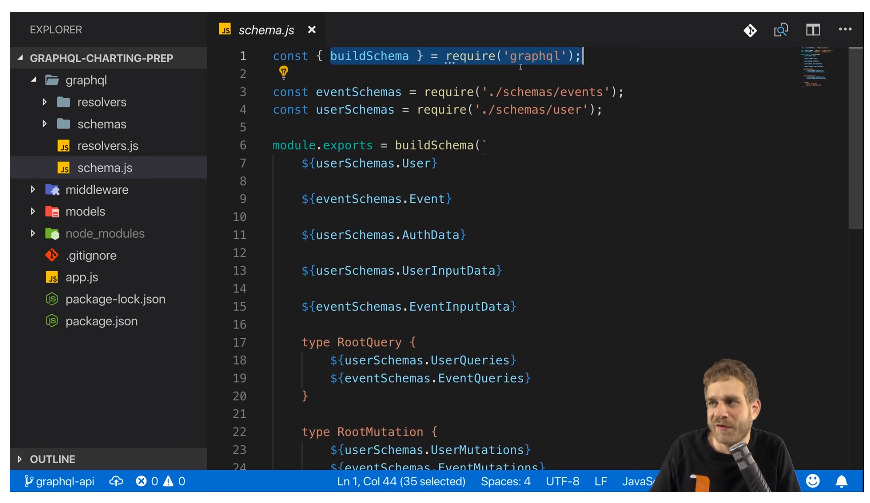 EXPLORER
JS schema.js ×
GRAPHQL-CHARTING-PREP
graphql
resolvers
schemas
JS resolvers.js
JS schema.js
middleware
models
node_modules
.gitignore
JS app.js
package-lock.json
package.json
OUTLINE
1 const { buildSchema } = require('graphql');
2
3 const eventSchemas = require('./schemas/events');
4 const userSchemas = require('./schemas/user');
5
6 module.exports = buildSchema(`
7 ${userSchemas.User}
8
9 ${eventSchemas.Event}
10
11 ${userSchemas.AuthData}
12
13 ${userSchemas.UserInputData}
14
15 ${eventSchemas.EventInputData}
16
17 type RootQuery {
18 ${userSchemas.UserQueries}
19 ${eventSchemas.EventQueries}
20 }
21
22 type RootMutation {
23 ${userSchemas.UserMutations}
24 ${eventSchemas.EventMutations}
graphql-api 0 0 Ln 1, Col 44 (35 selected) Spaces: 4 UTF-8 LF JavaS